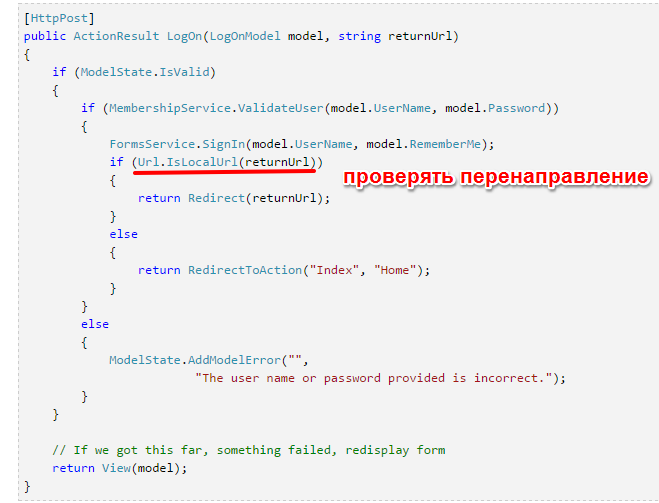 [HttpPost]
public ActionResult LogOn(LogOnModel model, string returnUrl)
{
    if (ModelState.IsValid)
    {
        if (MembershipService.ValidateUser(model.UserName, model.Password))
        {
            FormsService.SignIn(model.UserName, model.RememberMe);
            if (Url.IsLocalUrl(returnUrl))
проверять перенаправление
            {
                return Redirect(returnUrl);
            }
            else
            {
                return RedirectToAction("Index", "Home");
            }
        }
        else
        {
            ModelState.AddModelError("",
                        "The user name or password provided is incorrect.");
        }
    }

    // If we got this far, something failed, redisplay form
    return View(model);
}